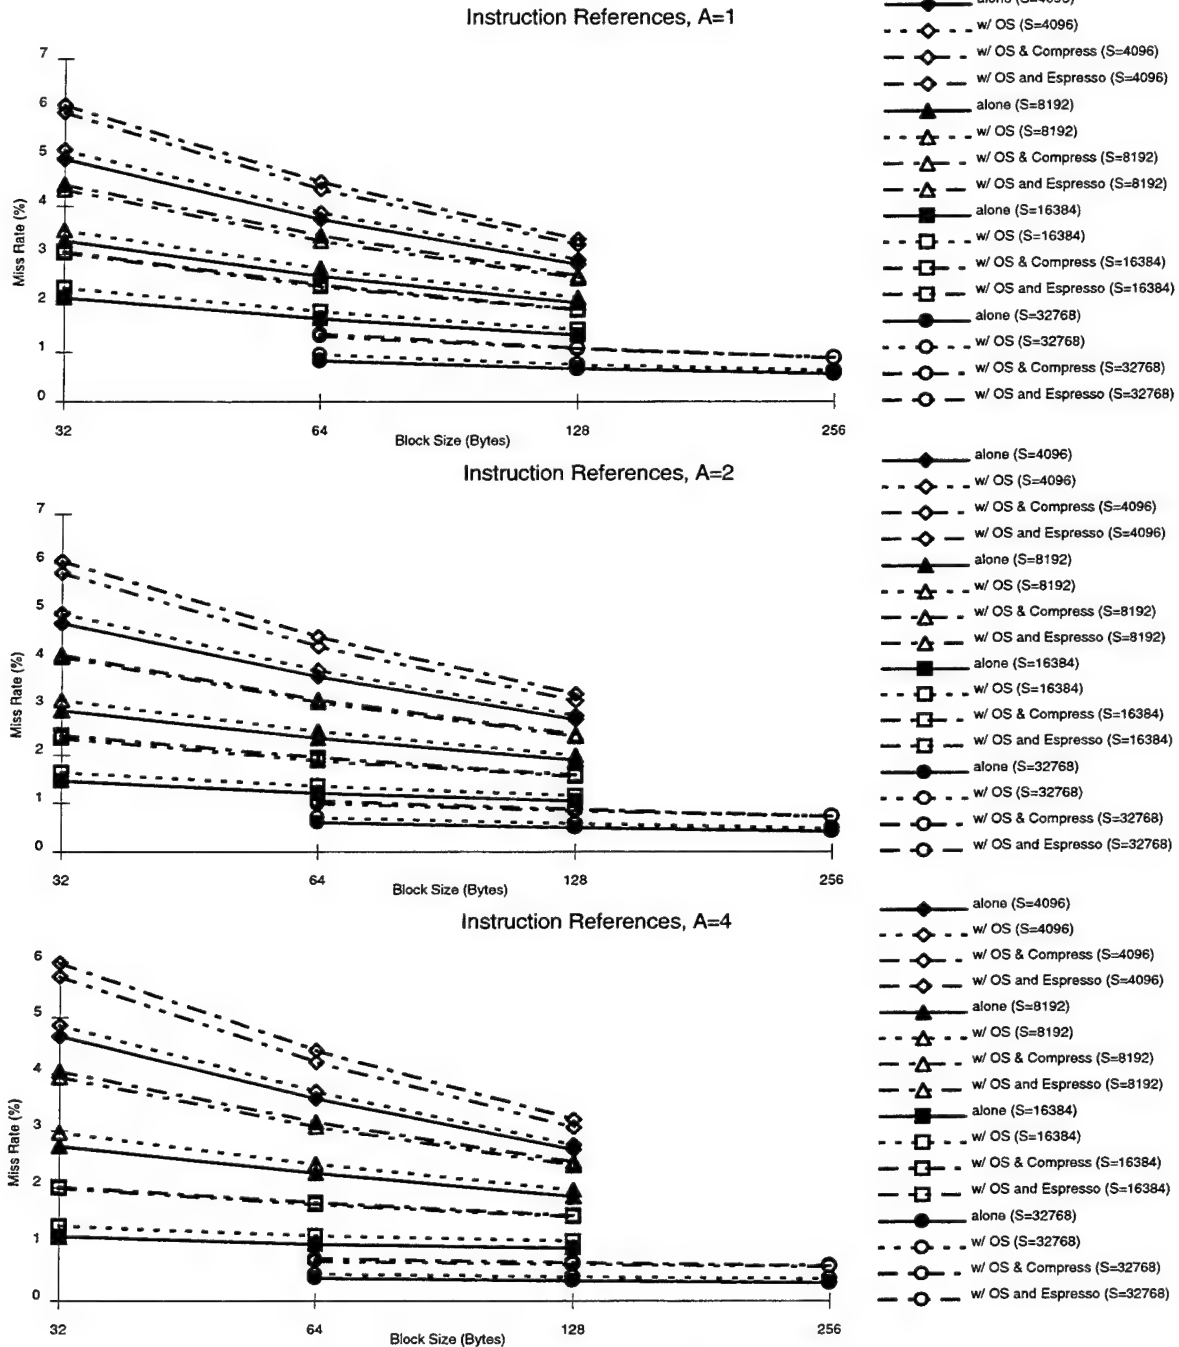 Instruction References, A=1
7
6
5
4
3
2
1
0
Miss Rate (%)
32
64
128
256
Block Size (Bytes)
alone (S=4096)
w/ OS (S=4096)
w/ OS & Compress (S=4096)
w/ OS and Espresso (S=4096)
alone (S=8192)
w/ OS (S=8192)
w/ OS & Compress (S=8192)
w/ OS and Espresso (S=8192)
alone (S=16384)
w/ OS (S=16384)
w/ OS & Compress (S=16384)
w/ OS and Espresso (S=16384)
alone (S=32768)
w/ OS (S=32768)
w/ OS & Compress (S=32768)
w/ OS and Espresso (S=32768)
Instruction References, A=2
7
6
5
4
3
2
1
0
Miss Rate (%)
32
64
128
256
Block Size (Bytes)
alone (S=4096)
w/ OS (S=4096)
w/ OS & Compress (S=4096)
w/ OS and Espresso (S=4096)
alone (S=8192)
w/ OS (S=8192)
w/ OS & Compress (S=8192)
w/ OS and Espresso (S=8192)
alone (S=16384)
w/ OS (S=16384)
w/ OS & Compress (S=16384)
w/ OS and Espresso (S=16384)
alone (S=32768)
w/ OS (S=32768)
w/ OS & Compress (S=32768)
w/ OS and Espresso (S=32768)
Instruction References, A=4
6
5
4
3
2
1
0
Miss Rate (%)
32
64
128
256
Block Size (Bytes)
alone (S=4096)
w/ OS (S=4096)
w/ OS & Compress (S=4096)
w/ OS and Espresso (S=4096)
alone (S=8192)
w/ OS (S=8192)
w/ OS & Compress (S=8192)
w/ OS and Espresso (S=8192)
alone (S=16384)
w/ OS (S=16384)
w/ OS & Compress (S=16384)
w/ OS and Espresso (S=16384)
alone (S=32768)
w/ OS (S=32768)
w/ OS & Compress (S=32768)
w/ OS and Espresso (S=32768)